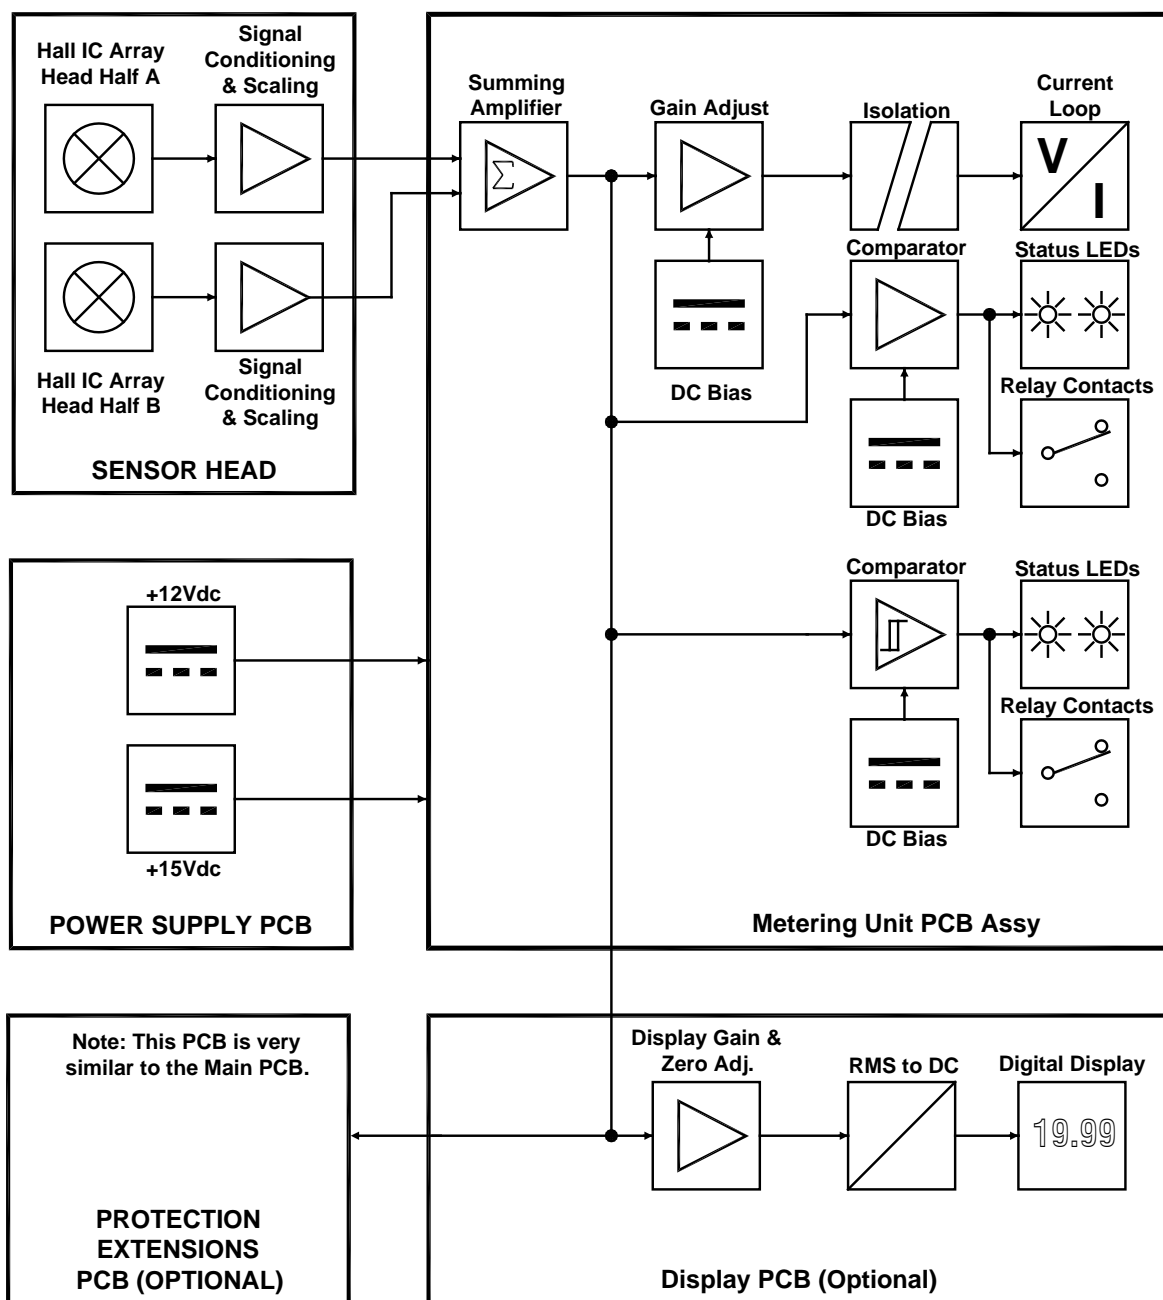 Hall IC Array
Head Half A
Signal
Conditioning
& Scaling
Hall IC Array
Head Half B
Signal
Conditioning
& Scaling
SENSOR HEAD
Summing
Amplifier
Σ
Gain Adjust
Isolation
Current
Loop
V
I
DC Bias
Comparator
Status LEDs
Relay Contacts
DC Bias
Comparator
Status LEDs
Relay Contacts
DC Bias
Metering Unit PCB Assy
+12Vdc
+15Vdc
POWER SUPPLY PCB
Note: This PCB is very
similar to the Main PCB.
PROTECTION
EXTENSIONS
PCB (OPTIONAL)
Display Gain &
Zero Adj.
RMS to DC
Digital Display
19.99
Display PCB (Optional)